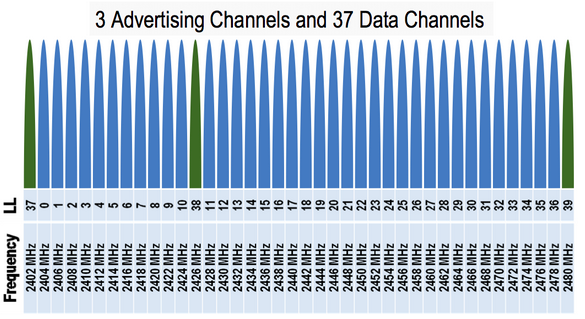 3 Advertising Channels and 37 Data Channels
LL 37 0 1 2 3 4 5 6 7 8 9 10 38 11 12 13 14 15 16 17 18 19 20 21 22 23 24 25 26 27 28 29 30 31 32 33 34 35 36 39
Frequency 2402 MHz 2404 MHz 2406 MHz 2408 MHz 2410 MHz 2412 MHz 2414 MHz 2416 MHz 2418 MHz 2420 MHz 2422 MHz 2424 MHz 2426 MHz 2428 MHz 2430 MHz 2432 MHz 2434 MHz 2436 MHz 2438 MHz 2440 MHz 2442 MHz 2444 MHz 2446 MHz 2448 MHz 2450 MHz 2452 MHz 2454 MHz 2456 MHz 2458 MHz 2460 MHz 2462 MHz 2464 MHz 2466 MHz 2468 MHz 2470 MHz 2472 MHz 2474 MHz 2476 MHz 2478 MHz 2480 MHz